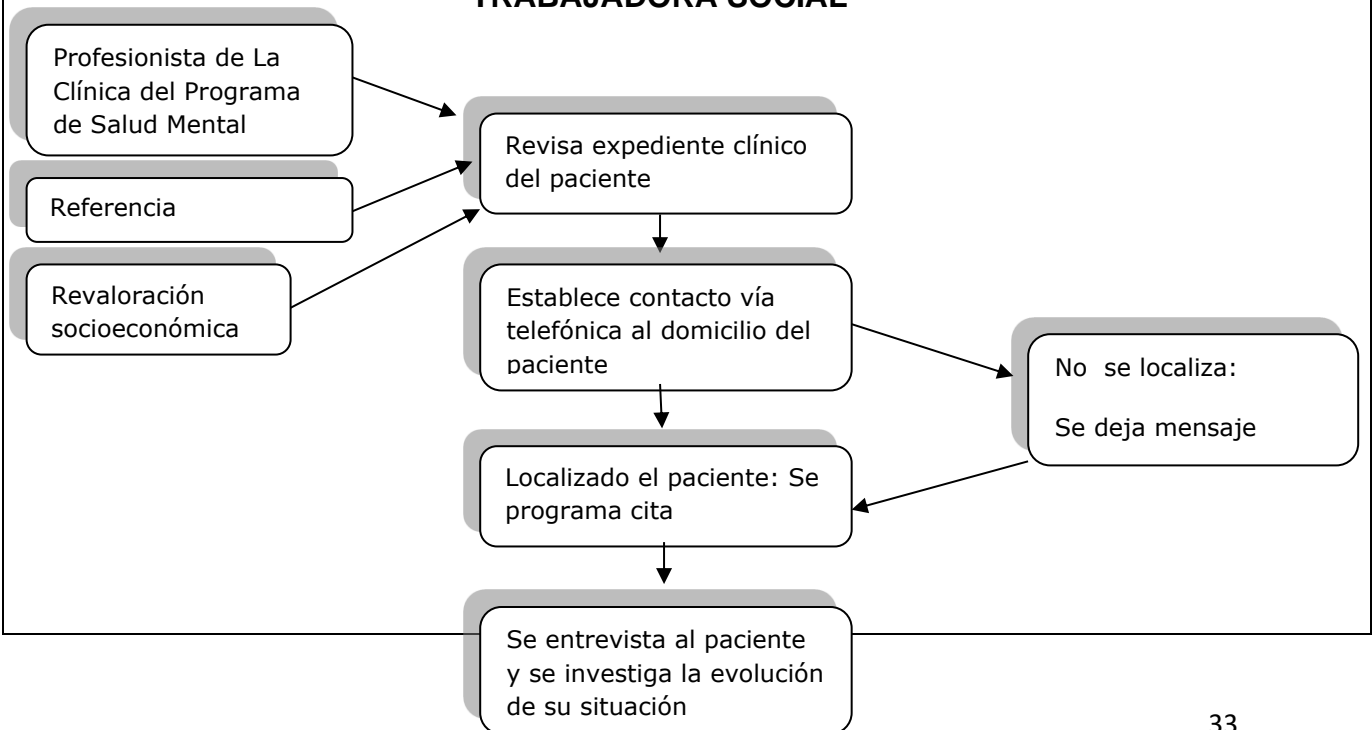 TRABAJADORA SOCIAL
Profesionista de La
Clínica del Programa
de Salud Mental
Referencia
Revaloración
socioeconómica
Revisa expediente clínico
del paciente
Establece contacto vía
telefónica al domicilio del
paciente
No se localiza:
Se deja mensaje
Localizado el paciente: Se
programa cita
Se entrevista al paciente
y se investiga la evolución
de su situación
33